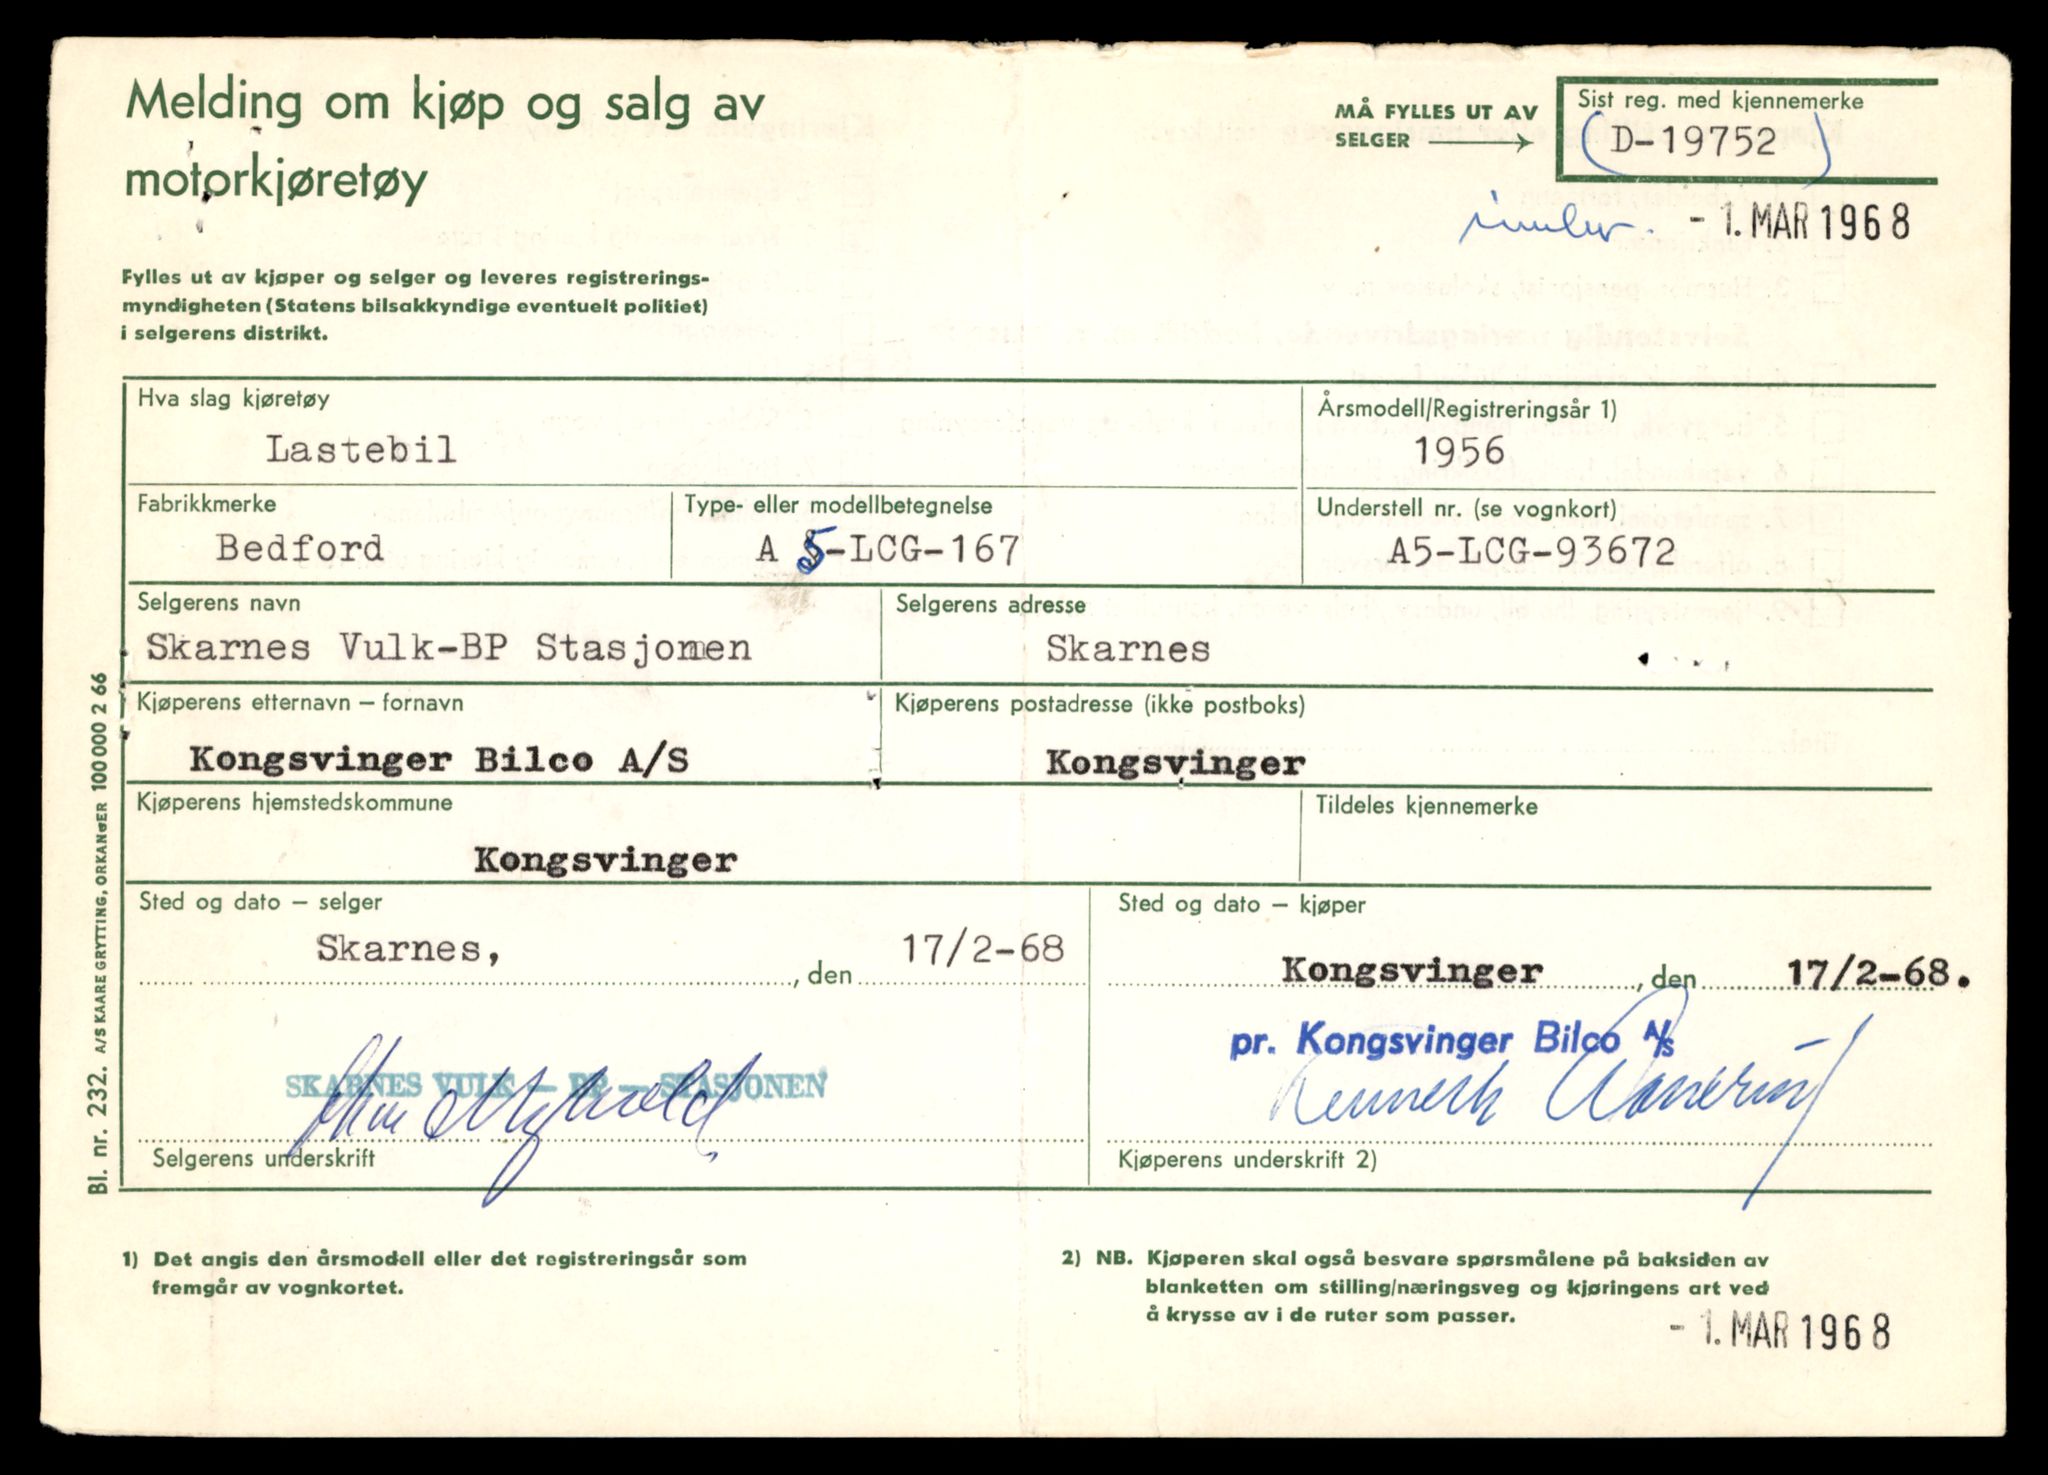 Melding om kjøp og salg av
motorkjøretøy
MÅ FYLLES UT AV
SELGER
Sist reg. med kjennemerke
D-19752
- 1. MAR 1968
Fylles ut av kjøper og selger og leveres registrerings-
myndigheten (Statens bilsakkyndige eventuelt politiet)
i selgerens distrikt.
Hva slag kjøretøy
Lastebil
Årsmodell/Registreringsår 1)
1956
Fabrikkmerke
Bedford
Type- eller modellbetegnelse
A 5-LCG-167
Understell nr. (se vognkort)
A5-LCG-93672
Selgerens navn
Skarnes Vulk-BP Stasjonen
Selgerens adresse
Skarnes
Kjøperens etternavn – fornavn
Kongsvinger Bilco A/S
Kjøperens postadresse (ikke postboks)
Kongsvinger
Kjøperens hjemstedskommune
Kongsvinger
Tildeles kjennemerke
Sted og dato – selger
Skarnes, , den 17/2-68
Sted og dato – kjøper
Kongsvinger , den 17/2-68.
SKARNES VULK — BP — STASJONEN
Selgerens underskrift
pr. Kongsvinger Bilco A/S
Kenneth
Kjøperens underskrift 2)
1) Det angis den årsmodell eller det registreringsår som
fremgår av vognkortet.
2) NB. Kjøperen skal også besvare spørsmålene på baksiden av
blanketten om stilling/næringsveg og kjøringens art ved
å krysse av i de ruter som passer.
- 1. MAR 1968
Bl. nr. 232. A/S KAARE GRYTTING, ORKANGER 100 000 2 66